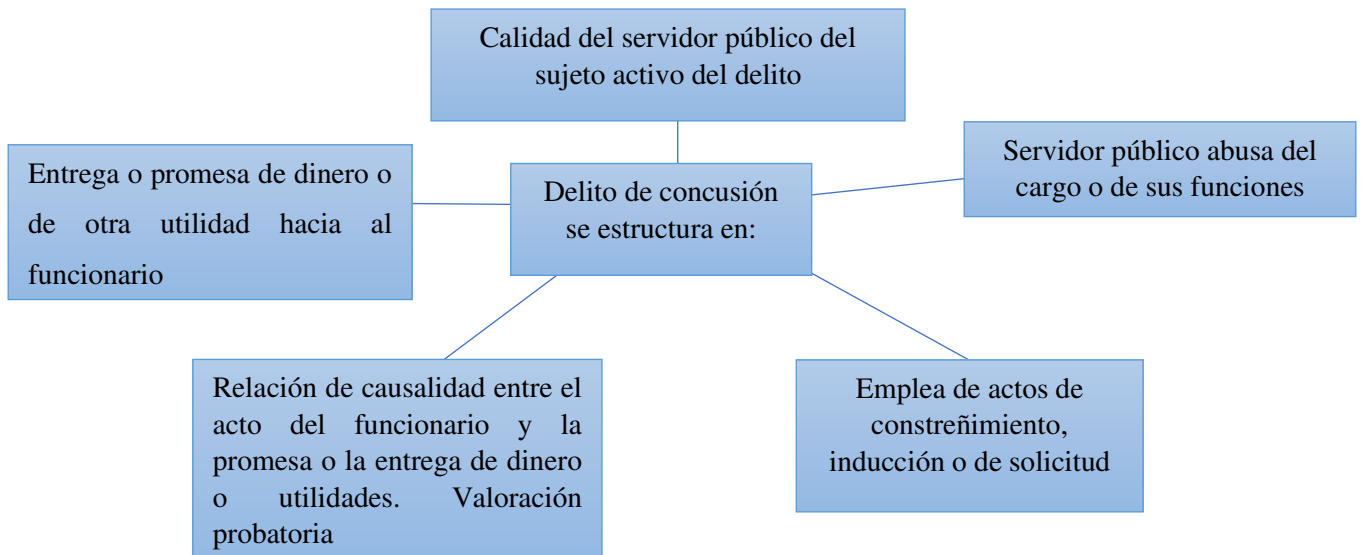 Calidad del servidor público del
sujeto activo del delito
Servidor público abusa del
cargo o de sus funciones
Entrega o promesa de dinero o
de otra utilidad hacia al
funcionario
Delito de concusión
se estructura en:
Relación de causalidad entre el
acto del funcionario y la
promesa o la entrega de dinero
o utilidades. Valoración
probatoria
Emplea de actos de
constreñimiento,
inducción o de solicitud